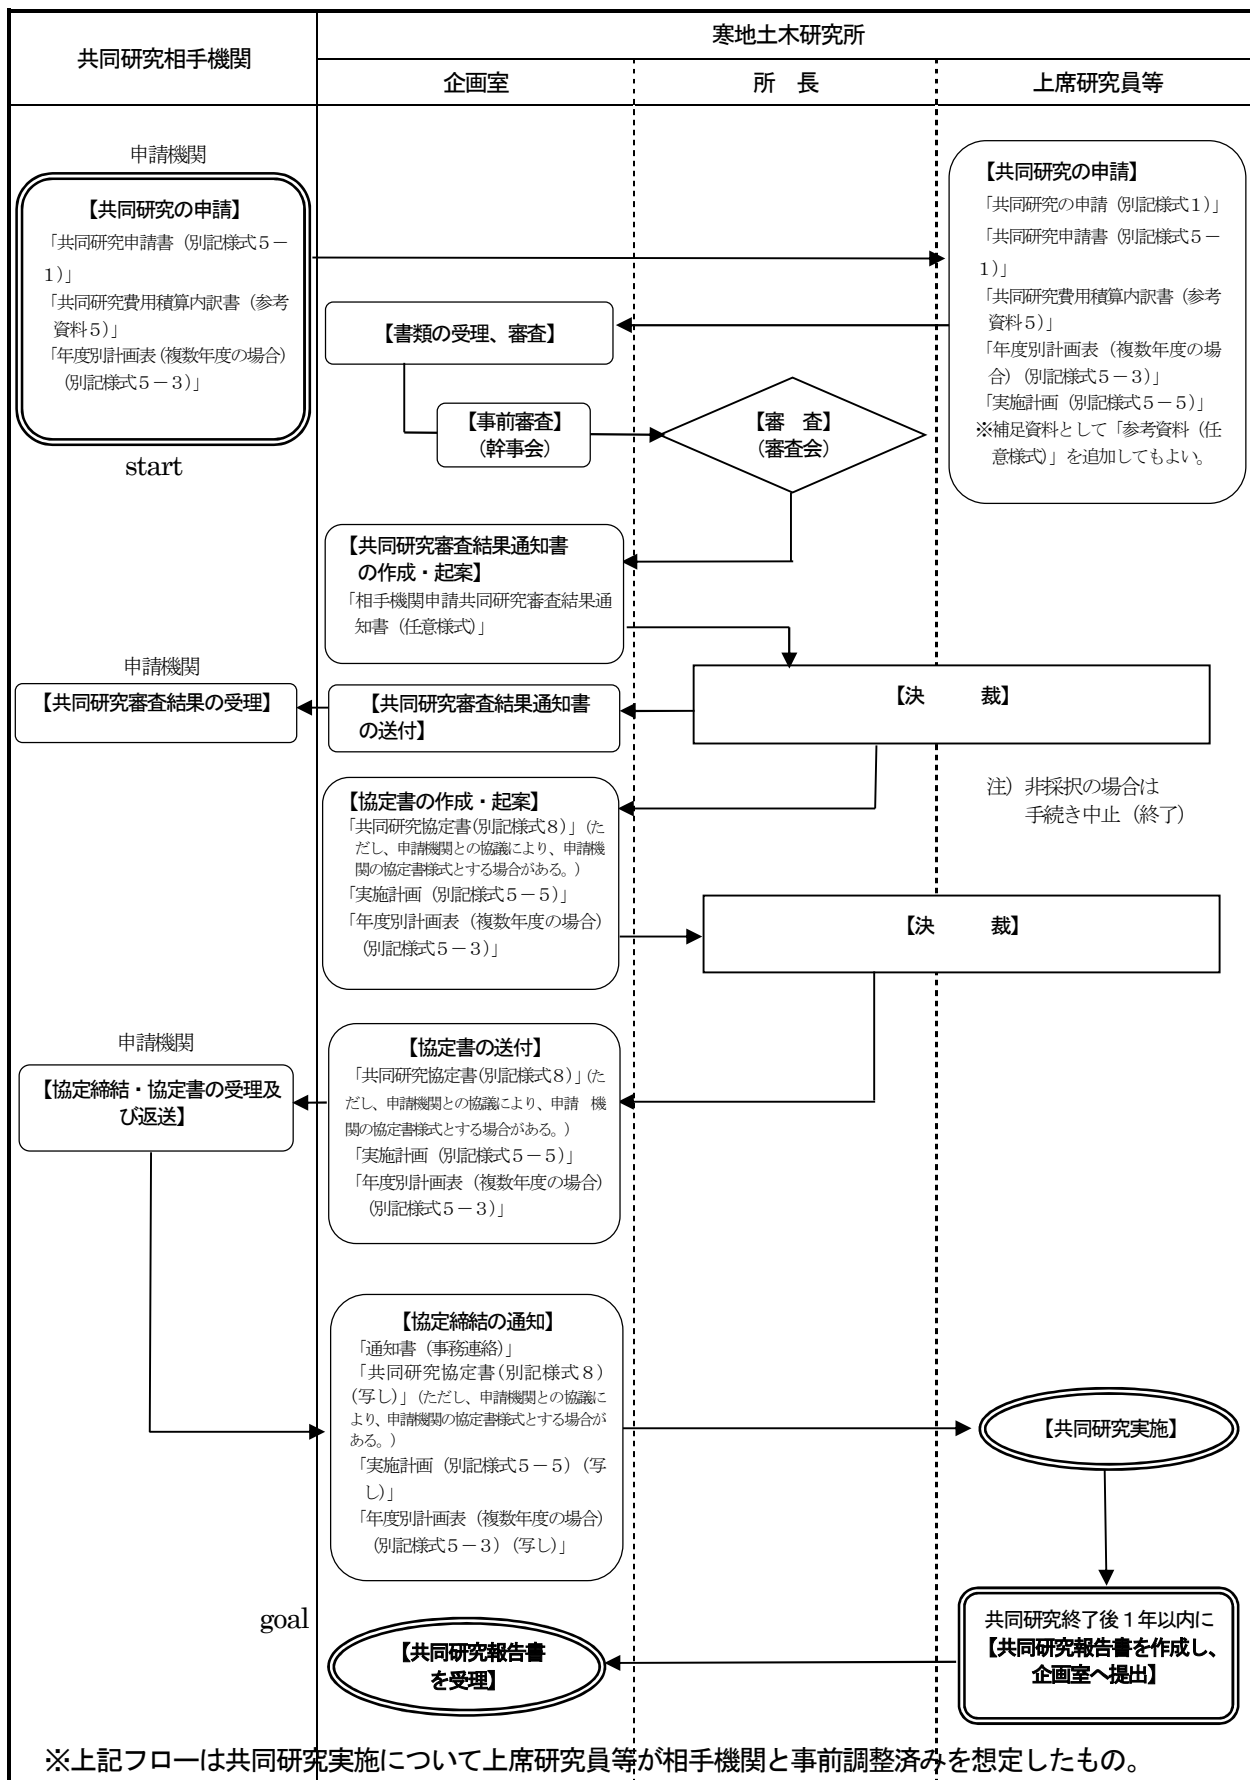 共同研究相手機関
寒地土木研究所
企画室
所　長
上席研究員等
申請機関
【共同研究の申請】
「共同研究申請書（別記様式５－
１）」
「共同研究費用積算内訳書（参考
資料５）」
「年度別計画表（複数年度の場合）
（別記様式５－３）」
start
【共同研究の申請】
「共同研究の申請（別記様式１）」
「共同研究申請書（別記様式５－
１）」
「共同研究費用積算内訳書（参考
資料５）」
「年度別計画表（複数年度の場
合）（別記様式５－３）」
「実施計画（別記様式５－５）」
※補足資料として「参考資料（任
意様式）」を追加してもよい。
【書類の受理、審査】
【事前審査】
（幹事会）
【審　査】
（審査会）
【共同研究審査結果通知書
の作成・起案】
「相手機関申請共同研究審査結果通
知書（任意様式）」
申請機関
【共同研究審査結果の受理】
【共同研究審査結果通知書
の送付】
【決　　裁】
注）非採択の場合は
手続き中止（終了）
【協定書の作成・起案】
「共同研究協定書（別記様式８）」（た
だし、申請機関との協議により、申請機
関の協定書様式とする場合がある。）
「実施計画（別記様式５－５）」
「年度別計画表（複数年度の場合）
（別記様式５－３）」
【決　　裁】
申請機関
【協定締結・協定書の受理及
び返送】
【協定書の送付】
「共同研究協定書（別記様式８）」（た
だし、申請機関との協議により、申請　機
関の協定書様式とする場合がある。）
「実施計画（別記様式５－５）」
「年度別計画表（複数年度の場合）
（別記様式５－３）」
【協定締結の通知】
「通知書（事務連絡）」
「共同研究協定書（別記様式８）
（写し）」（ただし、申請機関との協議に
より、申請機関の協定書様式とする場合が
ある。）
「実施計画（別記様式５－５）（写
し）」
「年度別計画表（複数年度の場合）
（別記様式５－３）（写し）」
【共同研究実施】
goal
【共同研究報告書
を受理】
共同研究終了後１年以内に
【共同研究報告書を作成し、
企画室へ提出】
※上記フローは共同研究実施について上席研究員等が相手機関と事前調整済みを想定したもの。